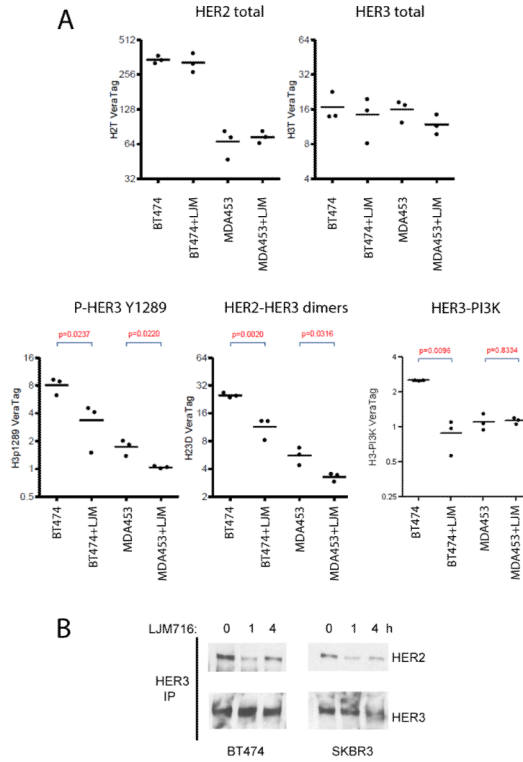 A
HER2 total
HER3 total
H2T VeraTag
512
256
128
64
32
BT474
BT474+LJM
MDA453
MDA453+LJM
H3T VeraTag
64
32
16
8
4
BT474
BT474+LJM
MDA453
MDA453+LJM
P-HER3 Y1289
HER2-HER3 dimers
HER3-PI3K
p=0.0237
p=0.0220
p=0.0020
p=0.0316
p=0.0096
p=0.8334
H3p1289 VeraTag
16
8
4
2
1
0.5
BT474
BT474+LJM
MDA453
MDA453+LJM
H23D VeraTag
64
32
16
8
4
2
BT474
BT474+LJM
MDA453
MDA453+LJM
H3-PI3K VeraTag
4
2
1
0.5
0.25
BT474
BT474+LJM
MDA453
MDA453+LJM
B
LJM716: 0 1 4 0 1 4 h
HER2
HER3
IP
HER3
BT474
SKBR3